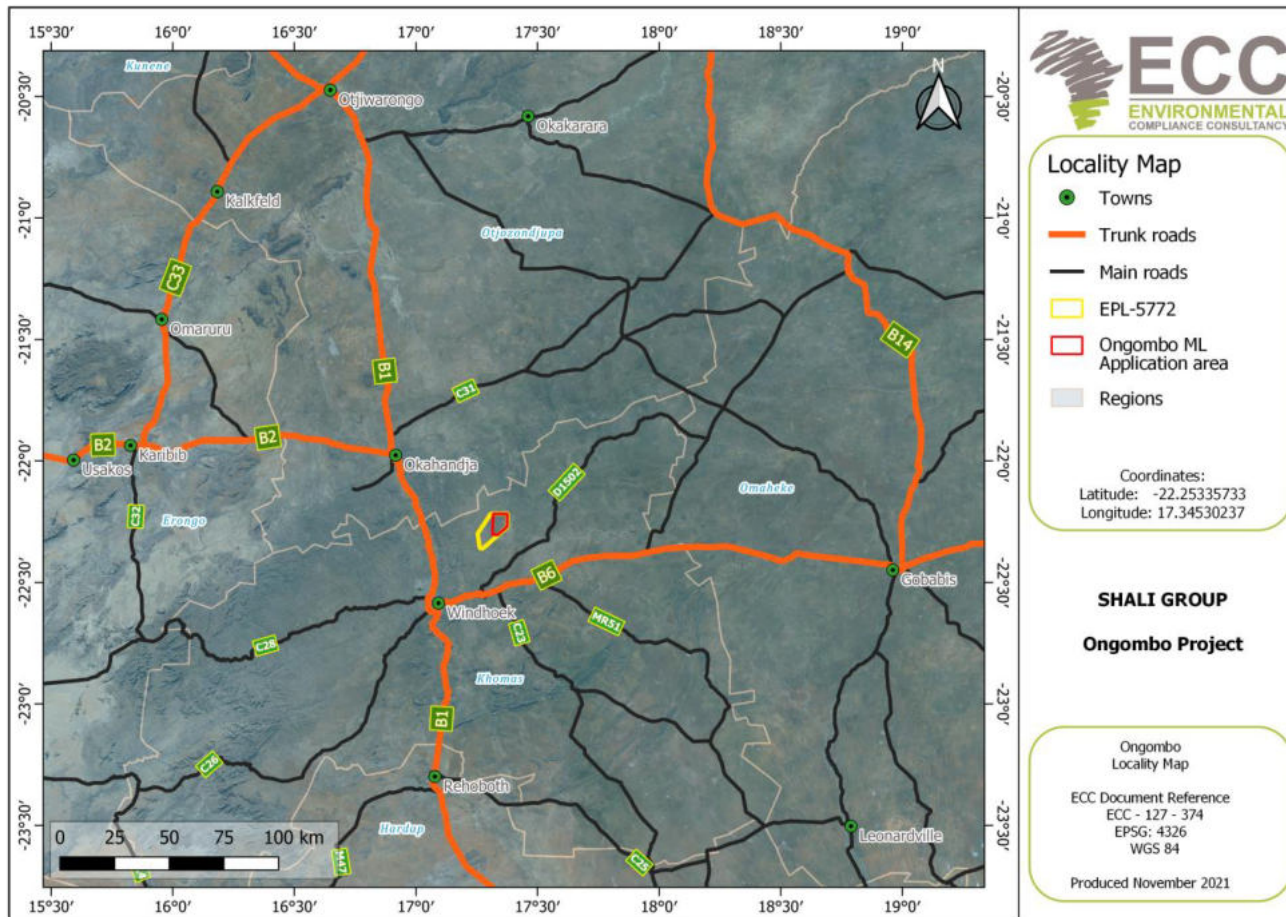 15°30' 16°0' 16°30' 17°0' 17°30' 18°0' 18°30' 19°0'
-20°30' -20°30'
-21°0' -21°0'
-21°30' -21°30'
-22°0' -22°0'
-22°30' -22°30'
-23°0' -23°0'
-23°30' -23°30'
15°30' 16°0' 16°30' 17°0' 17°30' 18°0' 18°30' 19°0'
Kunene
N
Otjiwarongo
Okakarara
Kalkfeld
Otjozondjupa
C33
Omaruru
B1
B14
C31
B2
B2
Karibib
Usakos
Okahandja
D1502
Omaheke
C32
Erongo
B6
Gobabis
Windhoek
MR51
C23
C28
Khomas
B1
C26
Rehoboth
Hardap
Leonardville
M47
C25
0 25 50 75 100 km
ECC
ENVIRONMENTAL
COMPLIANCE CONSULTANCY
Locality Map
Towns
Trunk roads
Main roads
EPL-5772
Ongombo ML
Application area
Regions
Coordinates:
Latitude: -22.25335733
Longitude: 17.34530237
SHALI GROUP
Ongombo Project
Ongombo
Locality Map
ECC Document Reference
ECC - 127 - 374
EPSG: 4326
WGS 84
Produced November 2021